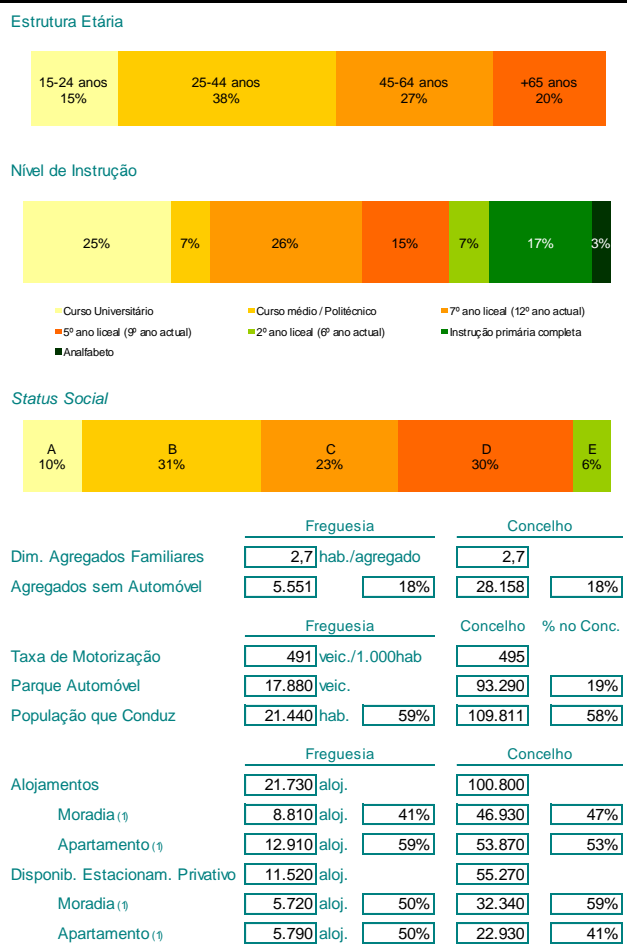 Estrutura Etária
15-24 anos 25-44 anos 45-64 anos +65 anos
15% 38% 27% 20%
Nível de Instrução
25% 7% 26% 15% 7% 17% 3%
Curso Universitário Curso médio / Politécnico 7º ano liceal (12º ano actual)
5º ano liceal (9º ano actual) 2º ano liceal (6º ano actual) Instrução primária completa
Analfabeto
Status Social
A B C D E
10% 31% 23% 30% 6%
Freguesia Concelho
Dim. Agregados Familiares 2,7 hab./agregado 2,7
Agregados sem Automóvel 5.551 18% 28.158 18%
Freguesia Concelho % no Conc.
Taxa de Motorização 491 veic./1.000hab 495
Parque Automóvel 17.880 veic. 93.290 19%
População que Conduz 21.440 hab. 59% 109.811 58%
Freguesia Concelho
Alojamentos 21.730 aloj. 100.800
Moradia (1) 8.810 aloj. 41% 46.930 47%
Apartamento (1) 12.910 aloj. 59% 53.870 53%
Disponib. Estacionam. Privativo 11.520 aloj. 55.270
Moradia (1) 5.720 aloj. 50% 32.340 59%
Apartamento (1) 5.790 aloj. 50% 22.930 41%